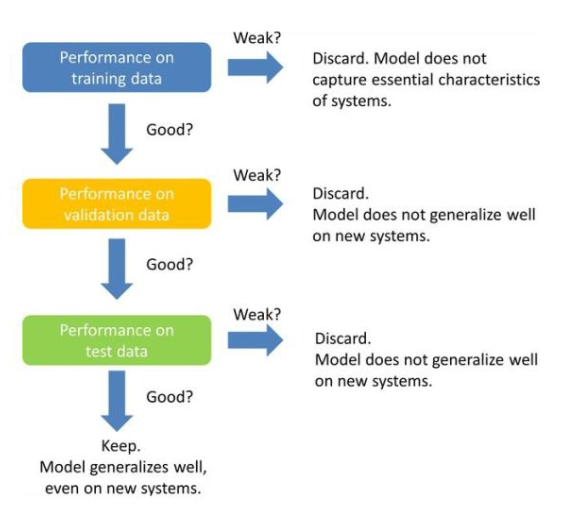 Weak?
Performance on
training data
Discard. Model does not
capture essential characteristics
of systems.
Good?
Weak?
Performance on
validation data
Discard.
Model does not generalize well
on new systems.
Good?
Weak?
Performance on
test data
Discard.
Model does not generalize well
on new systems.
Good?
Keep.
Model generalizes well,
even on new systems.